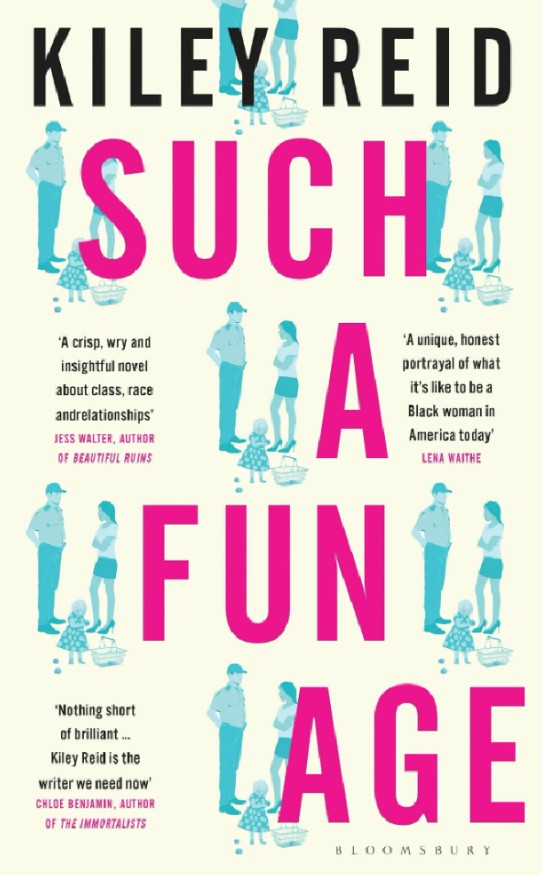 KILEY REID
SUCH
A
FUN
AGE
‘A crisp, wry and
insightful novel
about class, race
andrelationships’
JESS WALTER, AUTHOR
OF BEAUTIFUL RUINS
‘A unique, honest
portrayal of what
it’s like to be a
Black woman in
America today’
LENA WAITHE
‘Nothing short
of brilliant ...
Kiley Reid is the
writer we need now’
CHLOE BENJAMIN, AUTHOR
OF THE IMMORTALISTS
BLOOMSBURY